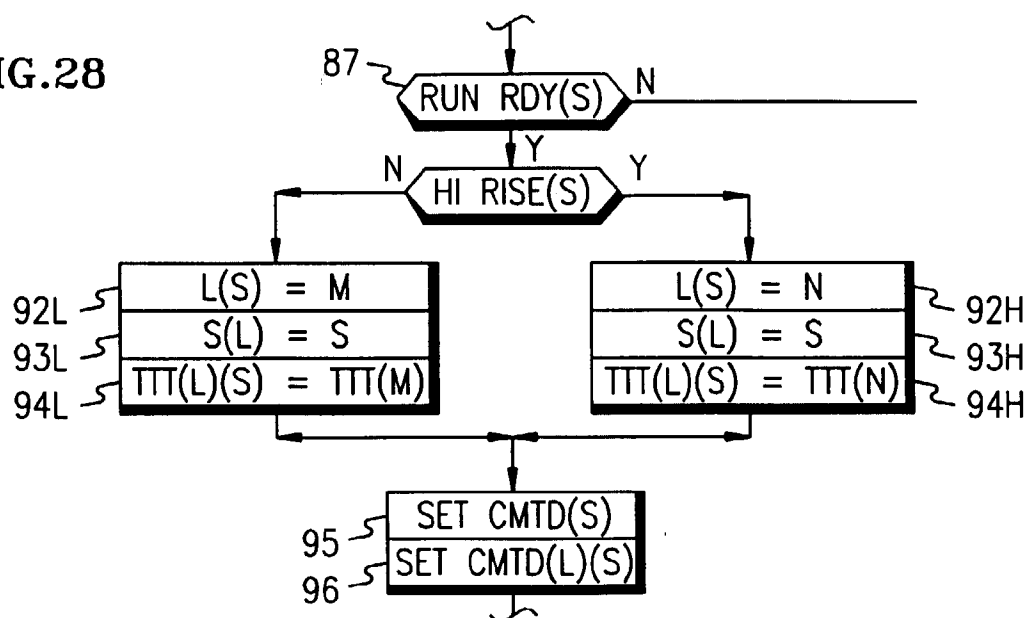 IG.28
87
RUN RDY(S)
N
Y
N
HI RISE(S)
Y
L(S) = M
S(L) = S
TTT(L)(S) = TTT(M)
92L
93L
94L
L(S) = N
S(L) = S
TTT(L)(S) = TTT(N)
92H
93H
94H
SET CMTD(S)
SET CMTD(L)(S)
95
96